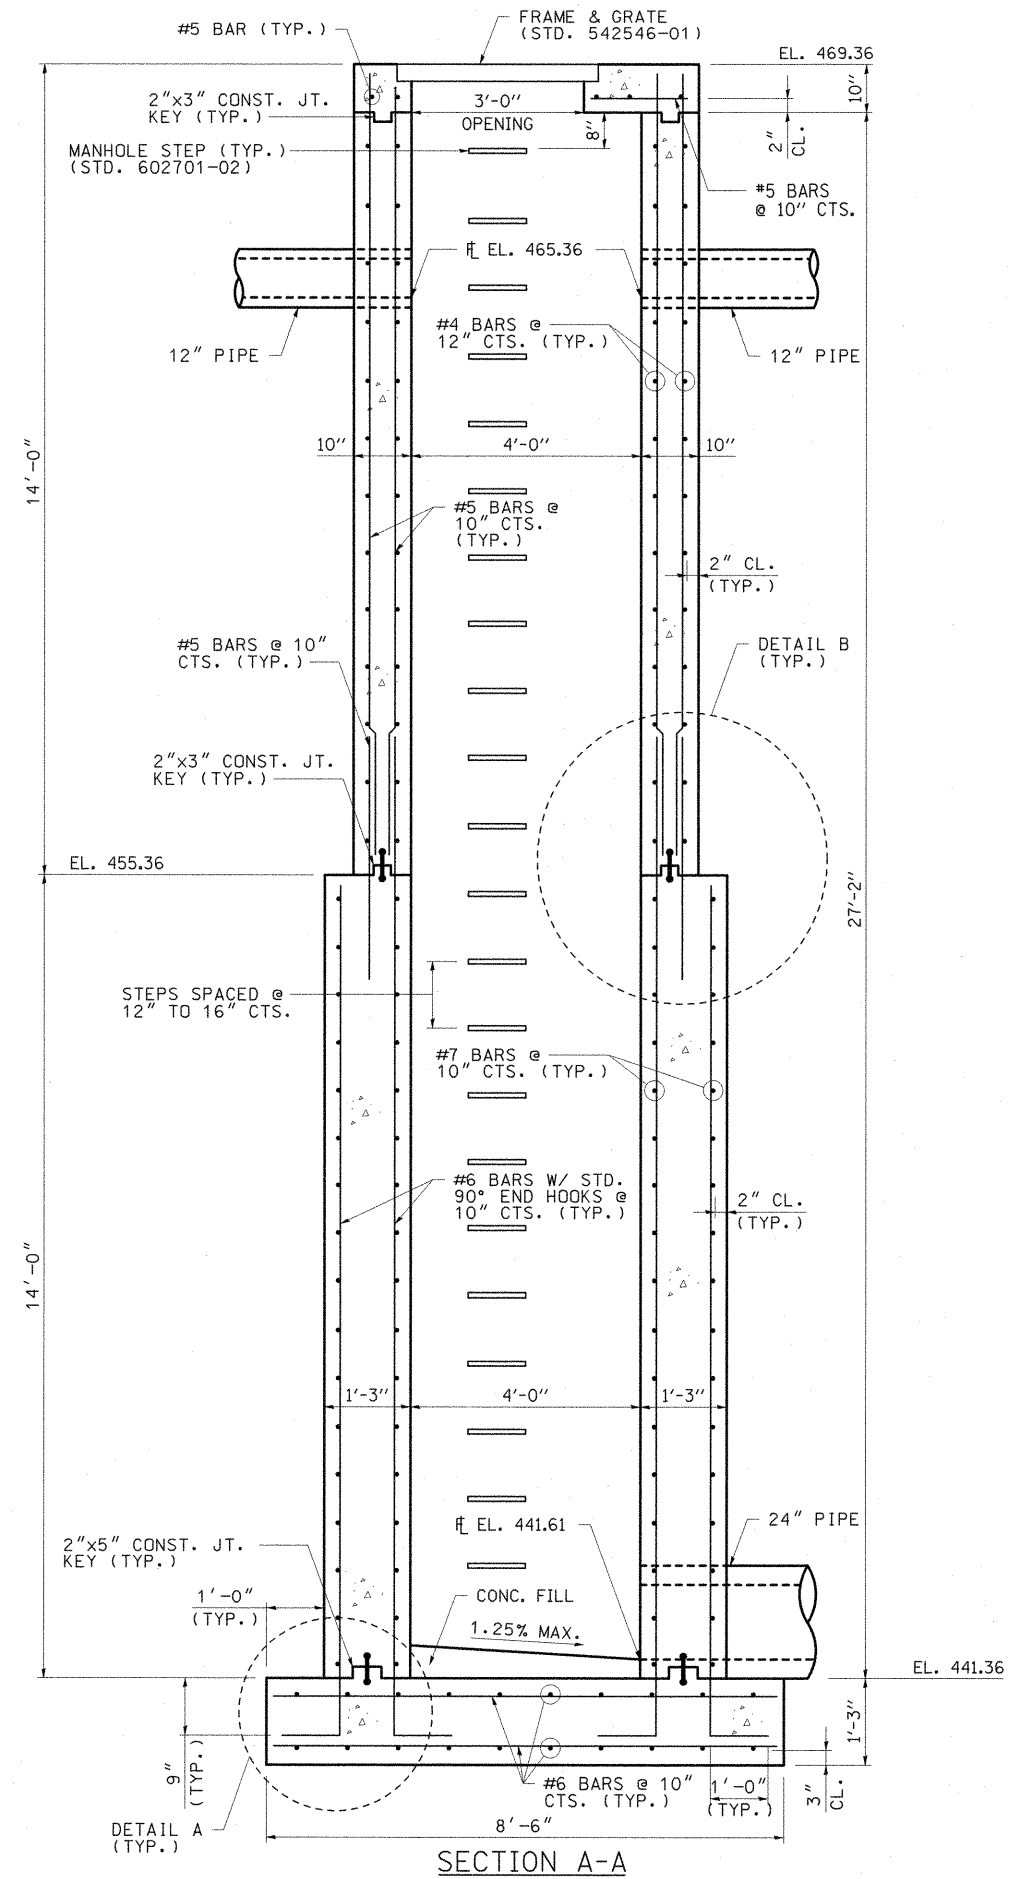 #5 BAR (TYP.)
FRAME & GRATE
(STD. 542546-01)
EL. 469.36
2"x3" CONST. JT.
KEY (TYP.)
3'-0"
OPENING
8"
10"
2"
CL.
MANHOLE STEP (TYP.)
(STD. 602701-02)
#5 BARS
@ 10" CTS.
℄ EL. 465.36
#4 BARS @
12" CTS. (TYP.)
12" PIPE
12" PIPE
14'-0"
10"
4'-0"
10"
#5 BARS @
10" CTS.
(TYP.)
2" CL.
(TYP.)
#5 BARS @ 10"
CTS. (TYP.)
DETAIL B
(TYP.)
2"x3" CONST. JT.
KEY (TYP.)
EL. 455.36
27'-2"
STEPS SPACED @
12" TO 16" CTS.
#7 BARS @
10" CTS. (TYP.)
#6 BARS W/ STD.
90° END HOOKS @
10" CTS. (TYP.)
2" CL.
(TYP.)
14'-0"
1'-3"
4'-0"
1'-3"
℄ EL. 441.61
24" PIPE
2"x5" CONST. JT.
KEY (TYP.)
1'-0"
(TYP.)
CONC. FILL
1.25% MAX.
EL. 441.36
1'-3"
9"
(TYP.)
#6 BARS @ 10"
CTS. (TYP.)
1'-0"
(TYP.)
3"
CL.
DETAIL A
(TYP.)
8'-6"
SECTION A-A